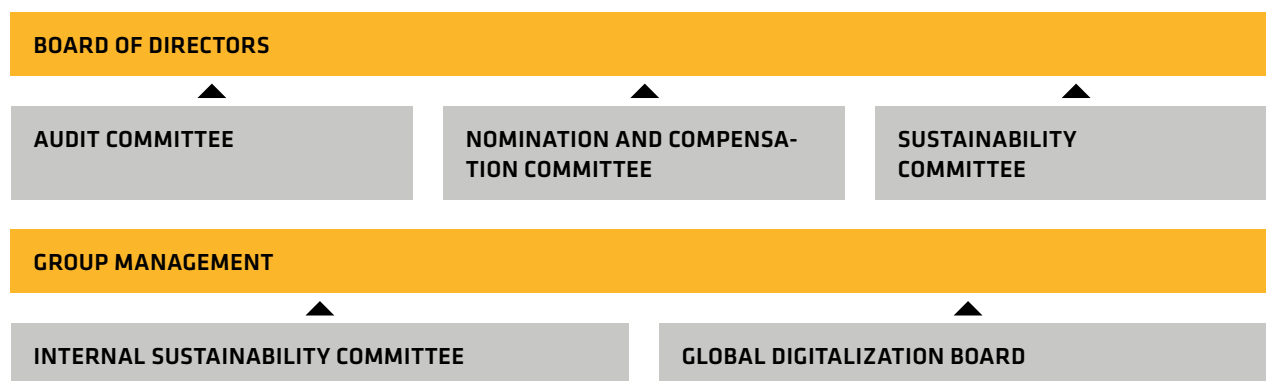 BOARD OF DIRECTORS
AUDIT COMMITTEE
NOMINATION AND COMPENSA-
TION COMMITTEE
SUSTAINABILITY
COMMITTEE
GROUP MANAGEMENT
INTERNAL SUSTAINABILITY COMMITTEE
GLOBAL DIGITALIZATION BOARD